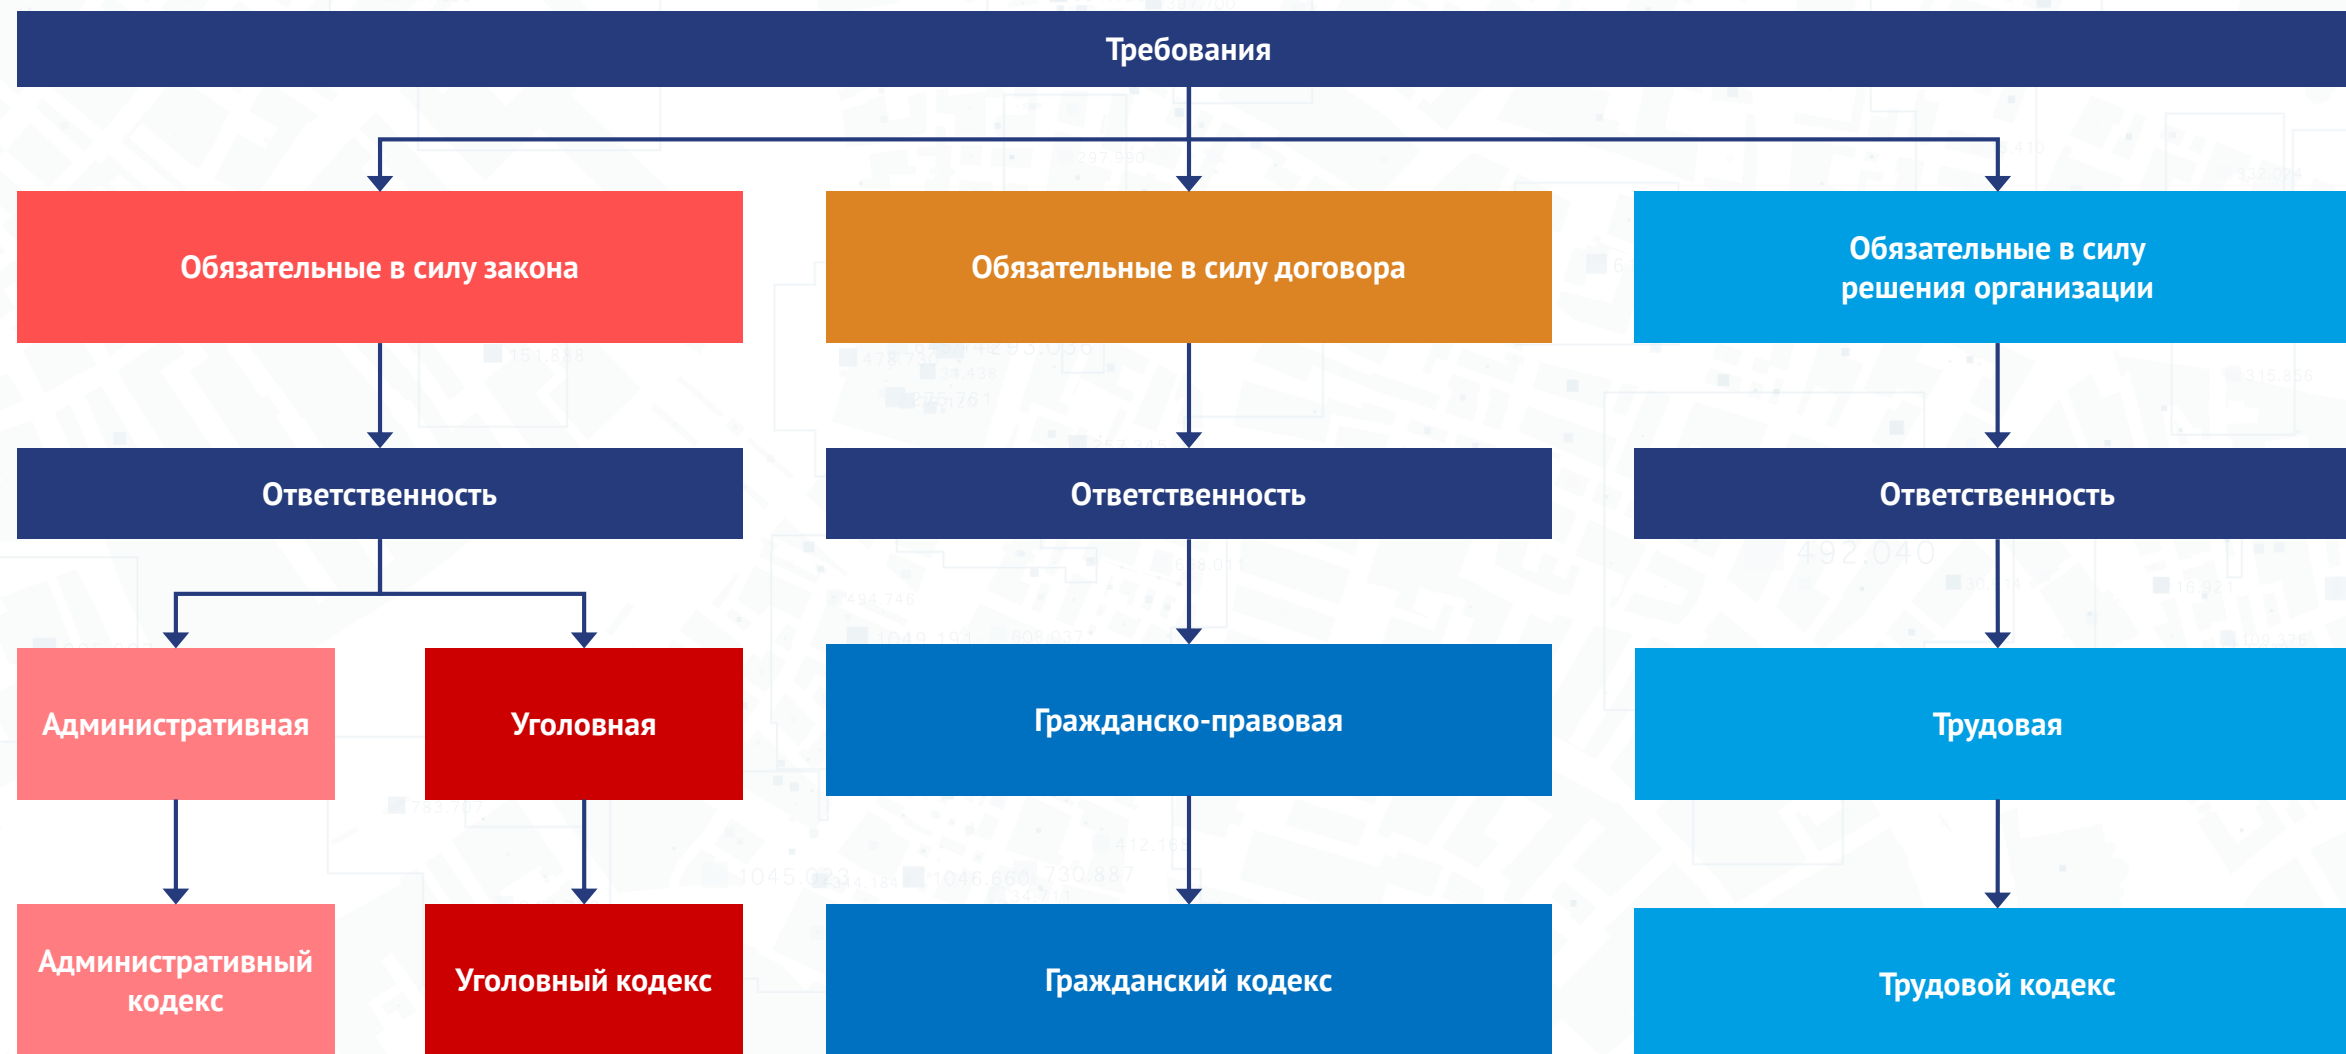 Требования
Обязательные в силу закона
Обязательные в силу договора
Обязательные в силу
решения организации
Ответственность
Ответственность
Ответственность
Административная
Уголовная
Гражданско-правовая
Трудовая
Административный
кодекс
Уголовный кодекс
Гражданский кодекс
Трудовой кодекс